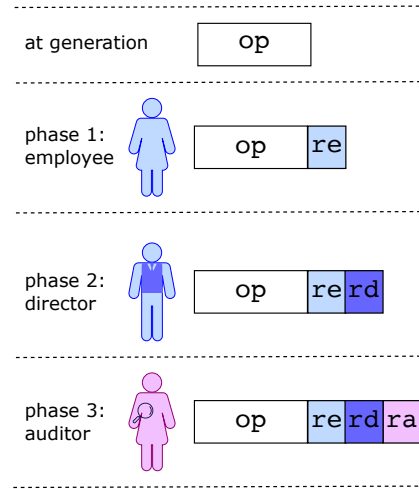 at generation op
phase 1:
employee
op re
phase 2:
director
op re rd
phase 3:
auditor
op re rd ra